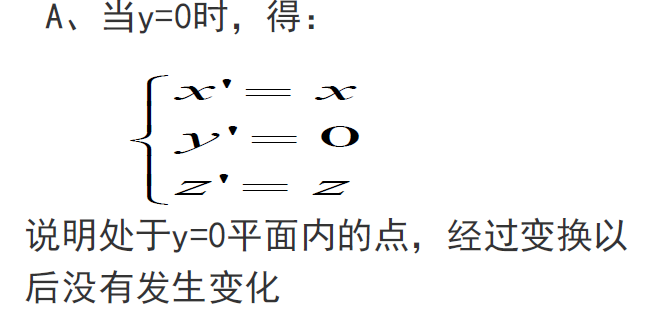 A、当y=0时，得：
x'= x
y'= 0
z'= z
说明处于y=0平面内的点，经过变换以
后没有发生变化